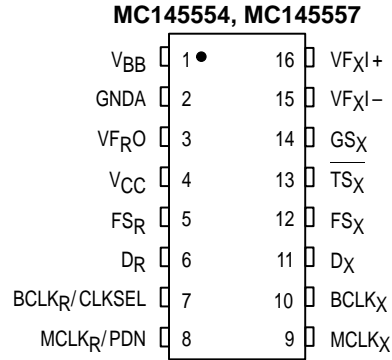 MC145554, MC145557
VBB 1 16 VFXI+
GNDA 2 15 VFXI–
VFRO 3 14 GSX
VCC 4 13 TSX
FSR 5 12 FSX
DR 6 11 DX
BCLKR/CLKSEL 7 10 BCLKX
MCLKR/PDN 8 9 MCLKX